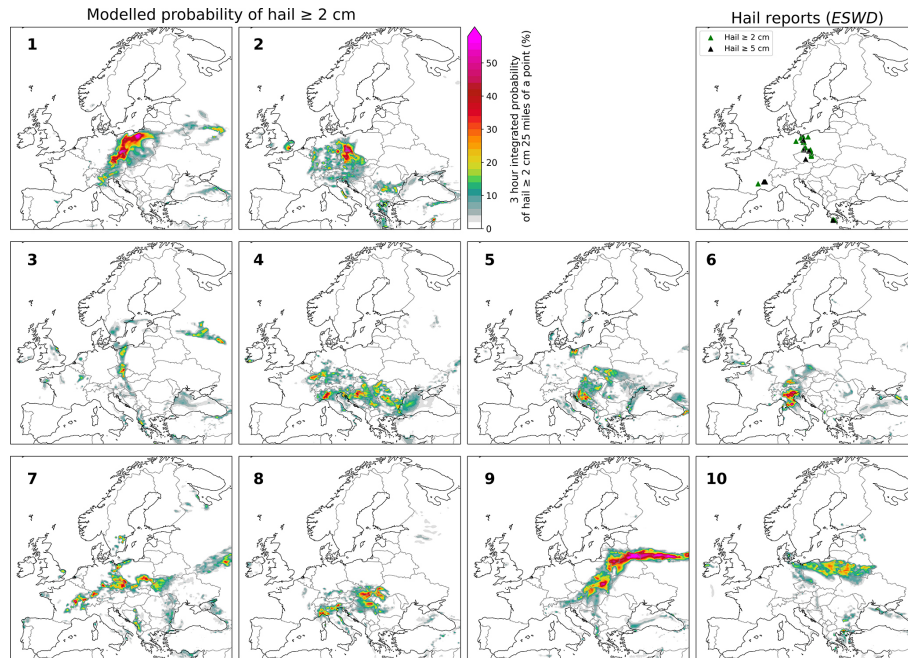 Modelled probability of hail ≥ 2 cm
Hail reports (ESWD)
1
2
50
40
30
20
10
0
3 hour integrated probability
of hail ≥ 2 cm 25 miles of a point (%)
Hail ≥ 2 cm
Hail ≥ 5 cm
3
4
5
6
7
8
9
10